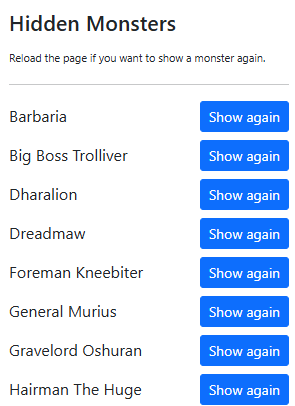 Hidden Monsters
Reload the page if you want to show a monster again.
Barbaria Show again
Big Boss Trolliver Show again
Dharalion Show again
Dreadmaw Show again
Foreman Kneebiter Show again
General Murius Show again
Gravelord Oshuran Show again
Hairman The Huge Show again